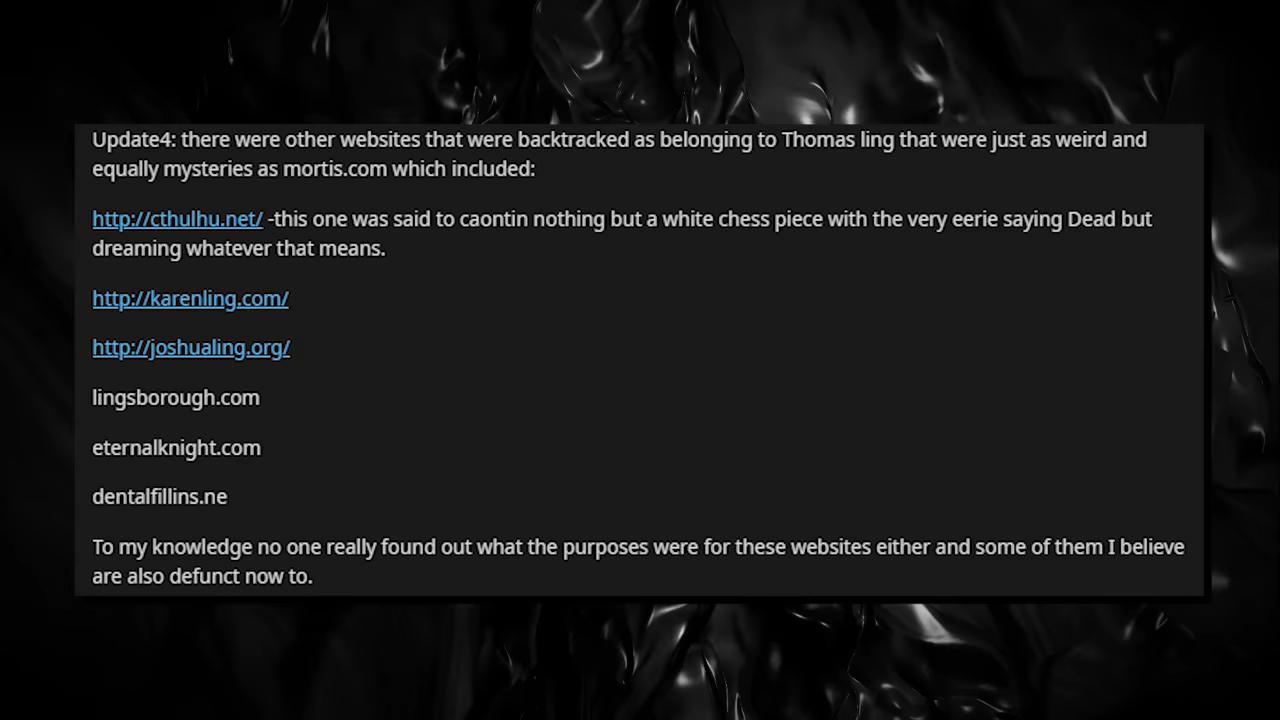 Update4: there were other websites that were backtracked as belonging to Thomas ling that were just as weird and
equally mysteries as mortis.com which included:
http://cthulhu.net/ -this one was said to caontin nothing but a white chess piece with the very eerie saying Dead but
dreaming whatever that means.
http://karenling.com/
http://joshualing.org/
lingsborough.com
eternalknight.com
dentalfillins.ne
To my knowledge no one really found out what the purposes were for these websites either and some of them I believe
are also defunct now to.